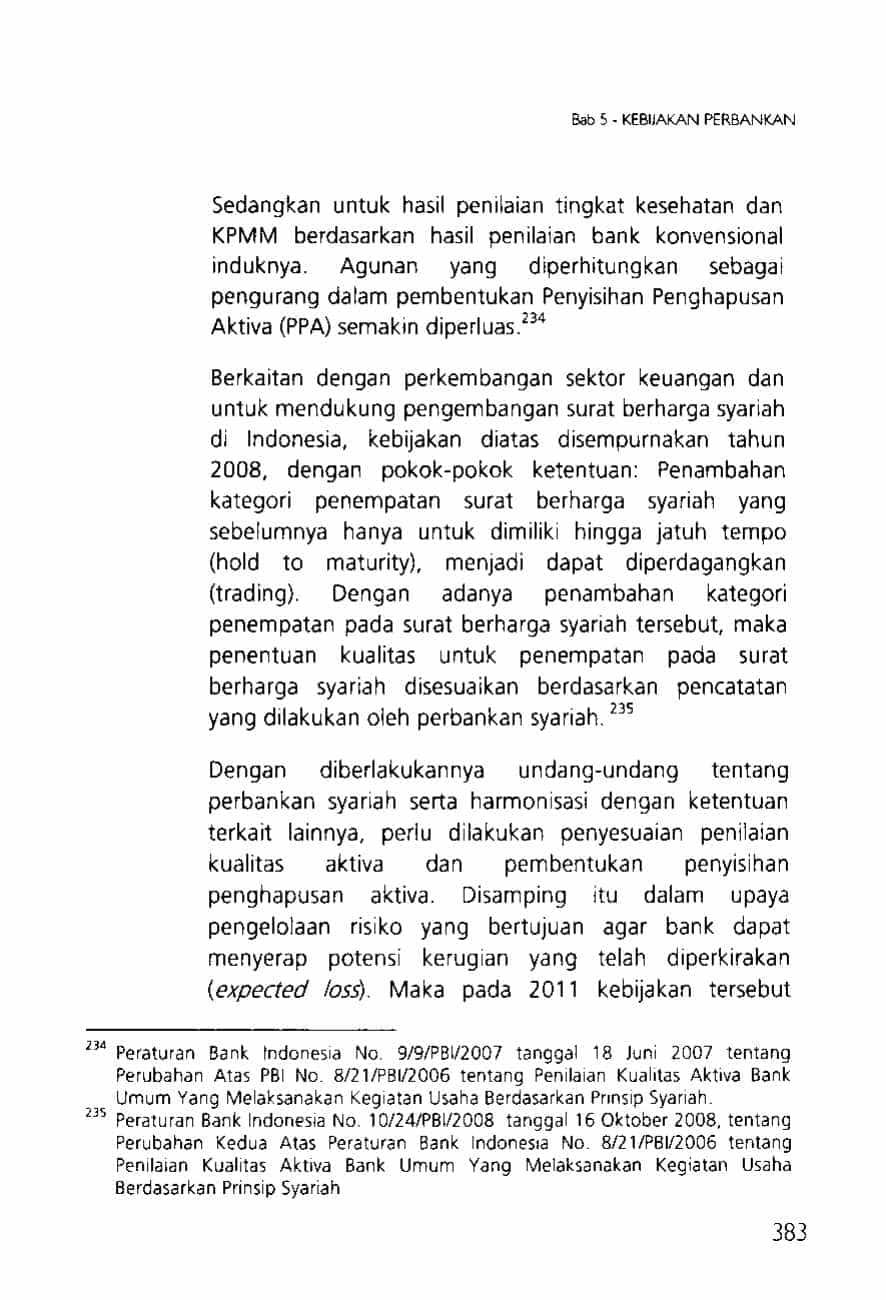 Bab 5 - KEBIJAKAN PERBANKAN
Sedangkan untuk hasil penilaian tingkat kesehatan dan
KPMM berdasarkan hasil penilaian bank konvensional
induknya. Agunan yang diperhitungkan sebagai
pengurang dalam pembentukan Penyisihan Penghapusan
Aktiva (PPA) semakin diperluas.234
Berkaitan dengan perkembangan sektor keuangan dan
untuk mendukung pengembangan surat berharga syariah
di Indonesia, kebijakan diatas disempurnakan tahun
2008, dengan pokok-pokok ketentuan: Penambahan
kategori penempatan surat berharga syariah yang
sebelumnya hanya untuk dimiliki hingga jatuh tempo
(hold to maturity), menjadi dapat diperdagangkan
(trading). Dengan adanya penambahan kategori
penempatan pada surat berharga syariah tersebut, maka
penentuan kualitas untuk penempatan pada surat
berharga syariah disesuaikan berdasarkan pencatatan
yang dilakukan oleh perbankan syariah. 235
Dengan diberlakukannya undang-undang tentang
perbankan syariah serta harmonisasi dengan ketentuan
terkait lainnya, perlu dilakukan penyesuaian penilaian
kualitas aktiva dan pembentukan penyisihan
penghapusan aktiva. Disamping itu dalam upaya
pengelolaan risiko yang bertujuan agar bank dapat
menyerap potensi kerugian yang telah diperkirakan
(expected loss). Maka pada 2011 kebijakan tersebut
234 Peraturan Bank Indonesia No. 9/9/PBI/2007 tanggal 18 Juni 2007 tentang
Perubahan Atas PBI No. 8/21/PBI/2006 tentang Penilaian Kualitas Aktiva Bank
Umum Yang Melaksanakan Kegiatan Usaha Berdasarkan Prinsip Syariah.
235 Peraturan Bank Indonesia No. 10/24/PBI/2008 tanggal 16 Oktober 2008, tentang
Perubahan Kedua Atas Peraturan Bank Indonesia No. 8/21/PBI/2006 tentang
Penilaian Kualitas Aktiva Bank Umum Yang Melaksanakan Kegiatan Usaha
Berdasarkan Prinsip Syariah
383